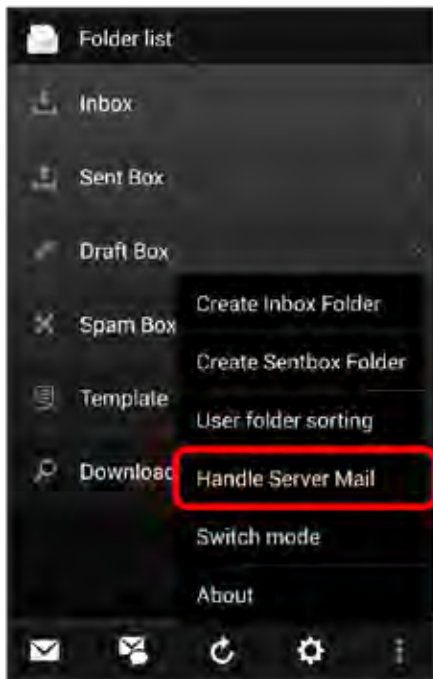 Folder list
Inbox
Sent Box
Draft Box
Spam Box
Template
Download
Create Inbox Folder
Create Sentbox Folder
User folder sorting
Handle Server Mail
Switch mode
About